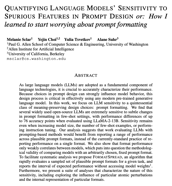 QUANTIFYING LANGUAGE MODELS' SENSITIVITY TO
SPURIOUS FEATURES IN PROMPT DESIGN or: How I
learned to start worrying about prompt formatting
Melanie Sclar Yejin Choi Yulia Tsvetkov Alane Suhr
Paul G. Allen School of Computer Science & Engineering, University of Washington
Allen Institute for Artificial Intelligence
University of California, Berkeley
msclar@cs.washington.edu
ABSTRACT
As large language models (LLMs) are adopted as a fundamental component of
language technologies, it is crucial to accurately characterize their performance.
Because choices in prompt design can strongly influence model behavior, this
design process is critical in effectively using any modern pre-trained generative
language model. In this work, we focus on LLM sensitivity to a quintessential
class of meaning-preserving design choices: prompt formatting. We find that
several widely used open-source LLMs are extremely sensitive to subtle changes
in prompt formatting in few-shot settings, with performance differences of up to
76 accuracy points when evaluated using LLaMA-2-13B. Sensitivity remains
even when increasing model size, the number of few-shot examples, or performing
instruction tuning. Our analysis suggests that work evaluating LLMs with
prompting-based methods would benefit from reporting a range of performance
across plausible prompt formats, instead of the currently-standard practice of
reporting performance on a single format. We also show that format performance
only weakly correlates between models, which puts into question the methodological
validity of comparing models with an arbitrarily chosen, fixed prompt format.
To facilitate systematic analysis we propose FORMATSPREAD, an algorithm that
rapidly evaluates a sampled set of plausible prompt formats for a given task, and
reports the interval of expected performance without accessing model weights.
Furthermore, we present a suite of analyses that characterize the nature of this
sensitivity, including exploring the influence of particular atomic perturbations
and the internal representation of particular formats.